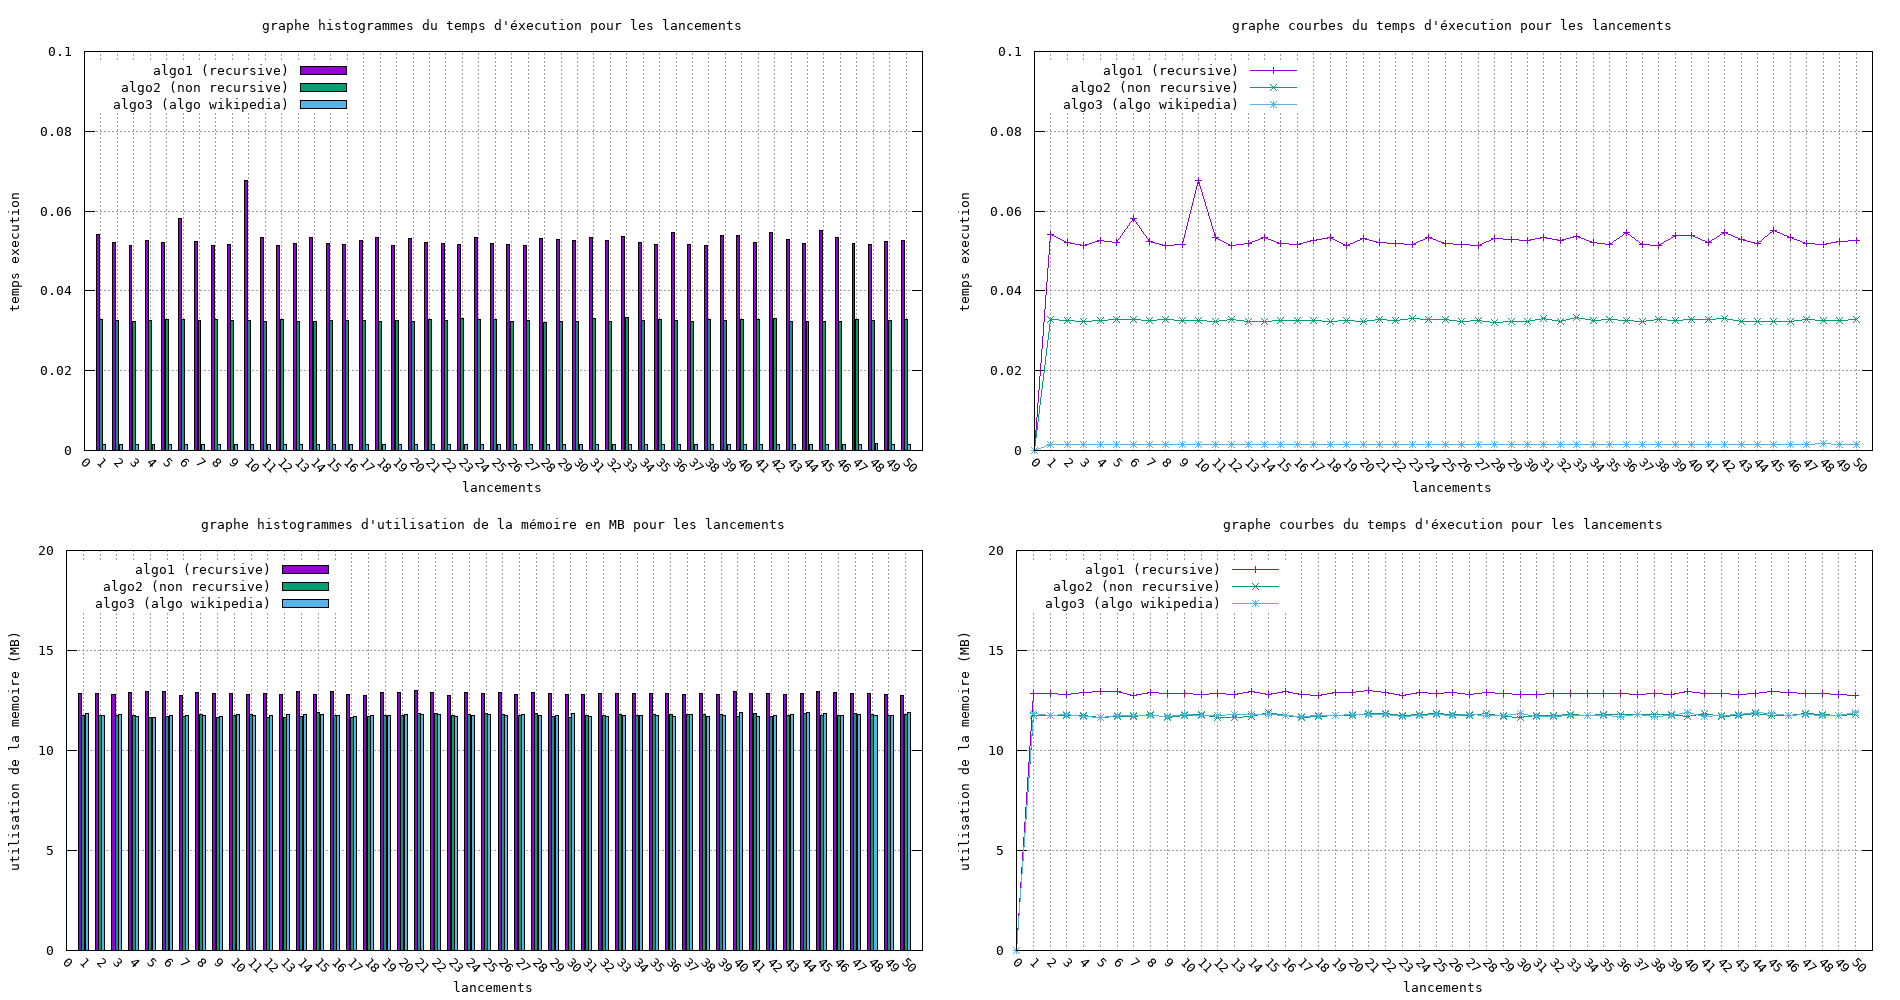 graphe histogrammes du temps d'éxecution pour les lancements
0.1
0.08
0.06
0.04
0.02
0
temps execution
algo1 (recursive)
algo2 (non recursive)
algo3 (algo wikipedia)
0 1 2 3 4 5 6 7 8 9 10 11 12 13 14 15 16 17 18 19 20 21 22 23 24 25 26 27 28 29 30 31 32 33 34 35 36 37 38 39 40 41 42 43 44 45 46 47 48 49 50
lancements
graphe courbes du temps d'éxecution pour les lancements
0.1
0.08
0.06
0.04
0.02
0
temps execution
algo1 (recursive)
algo2 (non recursive)
algo3 (algo wikipedia)
0 1 2 3 4 5 6 7 8 9 10 11 12 13 14 15 16 17 18 19 20 21 22 23 24 25 26 27 28 29 30 31 32 33 34 35 36 37 38 39 40 41 42 43 44 45 46 47 48 49 50
lancements
graphe histogrammes d'utilisation de la mémoire en MB pour les lancements
20
15
10
5
0
utilisation de la memoire (MB)
algo1 (recursive)
algo2 (non recursive)
algo3 (algo wikipedia)
0 1 2 3 4 5 6 7 8 9 10 11 12 13 14 15 16 17 18 19 20 21 22 23 24 25 26 27 28 29 30 31 32 33 34 35 36 37 38 39 40 41 42 43 44 45 46 47 48 49 50
lancements
graphe courbes du temps d'éxecution pour les lancements
20
15
10
5
0
utilisation de la memoire (MB)
algo1 (recursive)
algo2 (non recursive)
algo3 (algo wikipedia)
0 1 2 3 4 5 6 7 8 9 10 11 12 13 14 15 16 17 18 19 20 21 22 23 24 25 26 27 28 29 30 31 32 33 34 35 36 37 38 39 40 41 42 43 44 45 46 47 48 49 50
lancements